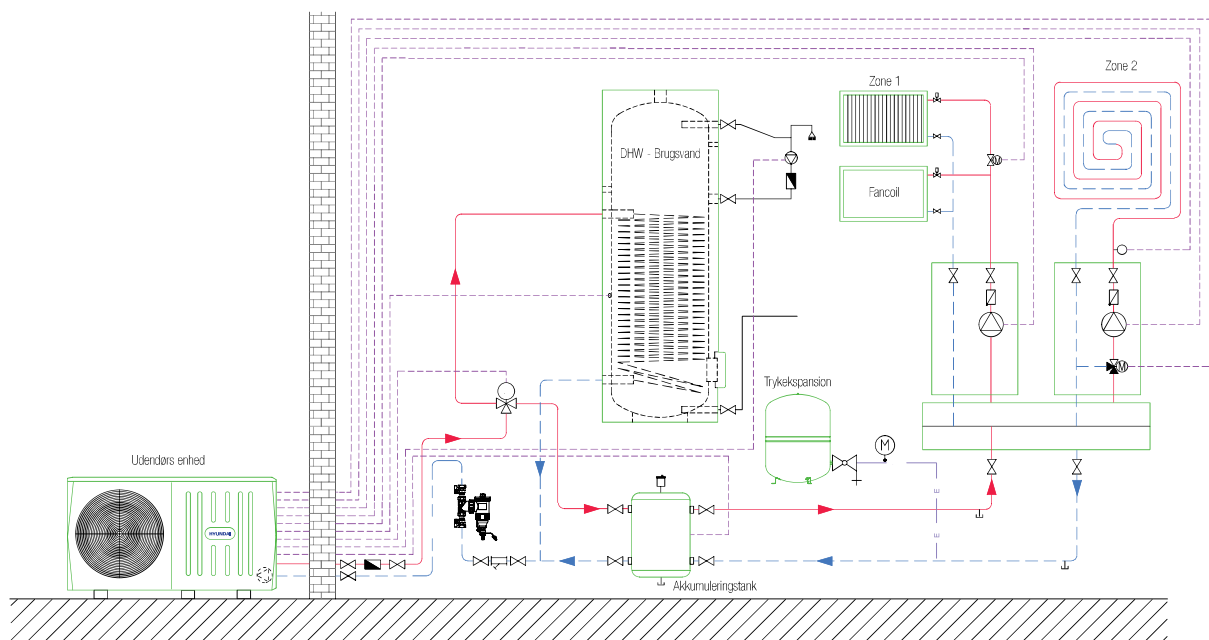 Zone 1
Zone 2
DHW - Brugsvand
Fancoil
M
M
Trykekspansion
M
Udendørs enhed
HYUNDAI
E
E
Akkumuleringstank